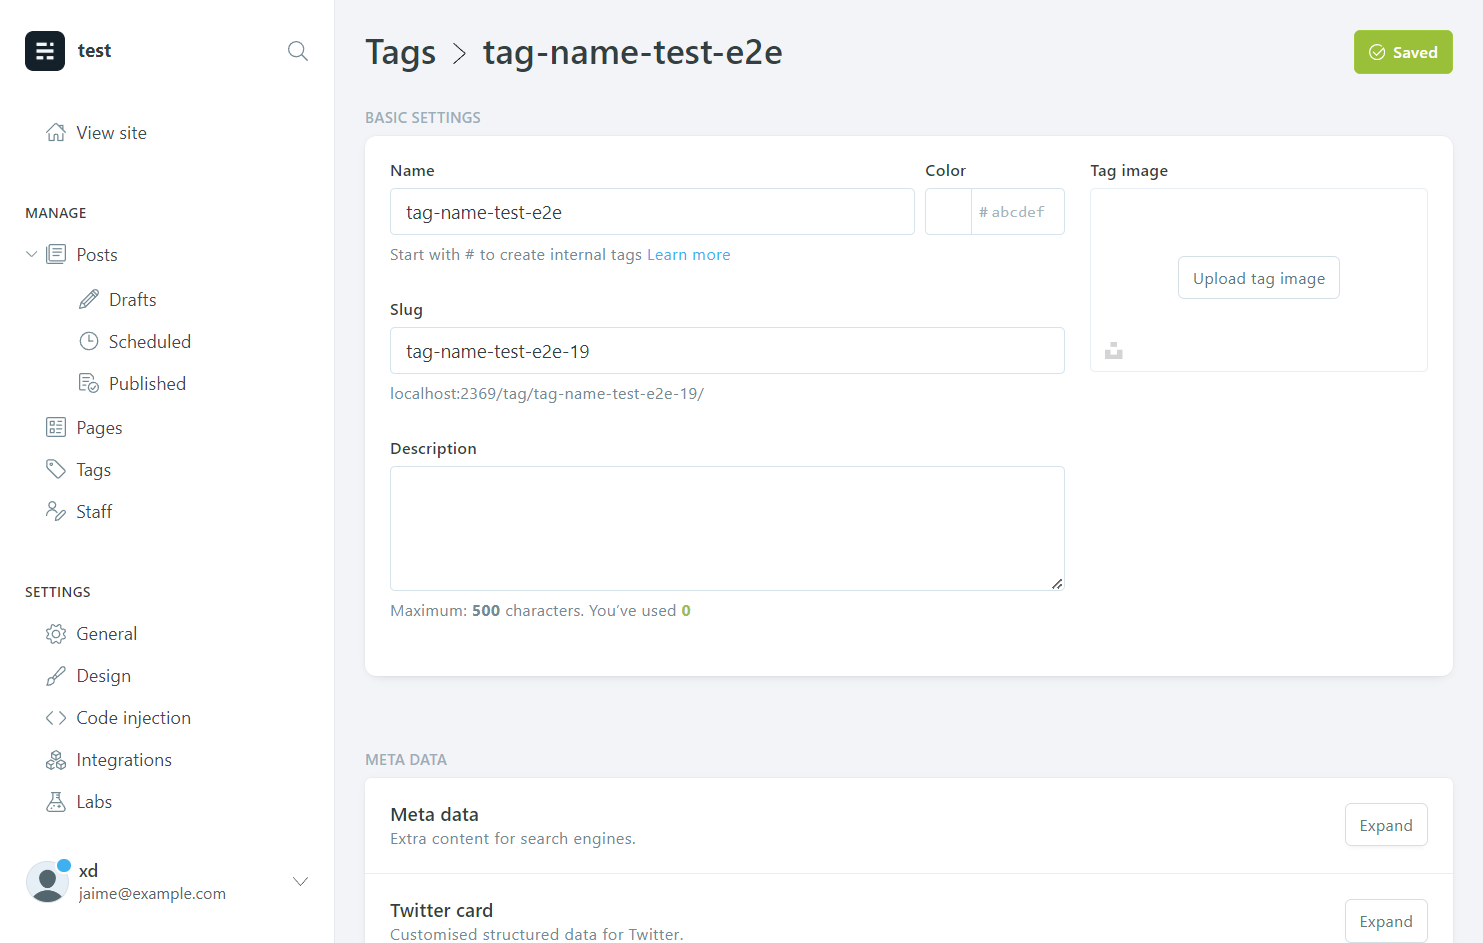 test
View site
MANAGE
Posts
Drafts
Scheduled
Published
Pages
Tags
Staff
SETTINGS
General
Design
Code injection
Integrations
Labs
xd
jaime@example.com
Tags > tag-name-test-e2e
Saved
BASIC SETTINGS
Name
tag-name-test-e2e
Start with # to create internal tags Learn more
Color
# abcdef
Tag image
Upload tag image
Slug
tag-name-test-e2e-19
localhost:2369/tag/tag-name-test-e2e-19/
Description
Maximum: 500 characters. You’ve used 0
META DATA
Meta data
Extra content for search engines.
Expand
Twitter card
Customised structured data for Twitter.
Expand